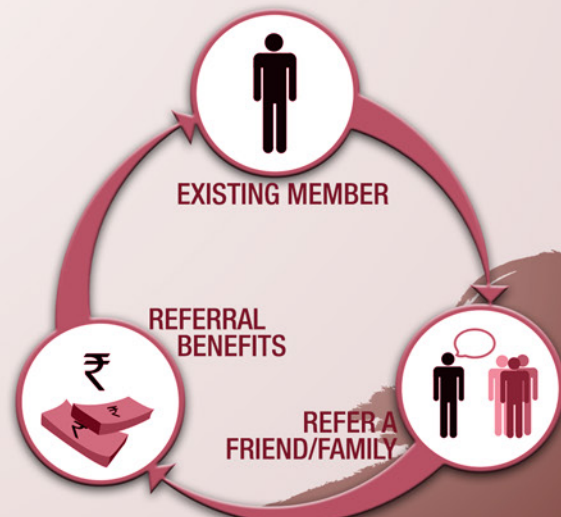 EXISTING MEMBER
REFERRAL
BENEFITS
₹
REFER A
FRIEND/FAMILY